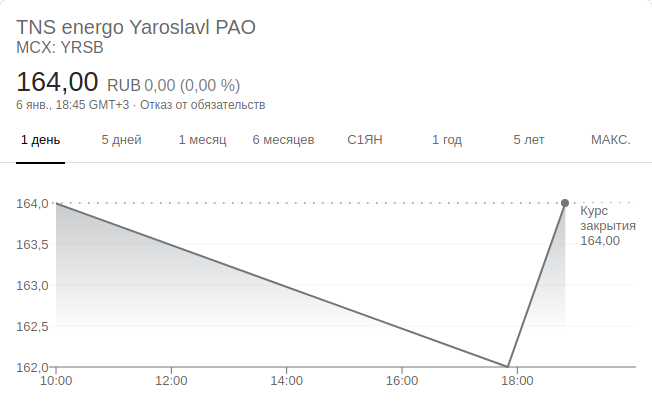 TNS energo Yaroslavl PAO
MCX: YRSB
164,00 RUB 0,00 (0,00 %)
6 янв., 18:45 GMT+3 · Отказ от обязательств
1 день 5 дней 1 месяц 6 месяцев С1ЯН 1 год 5 лет МАКС.
164,0
Курс
закрытия
164,00
163,5
163,0
162,5
162,0
10:00 12:00 14:00 16:00 18:00